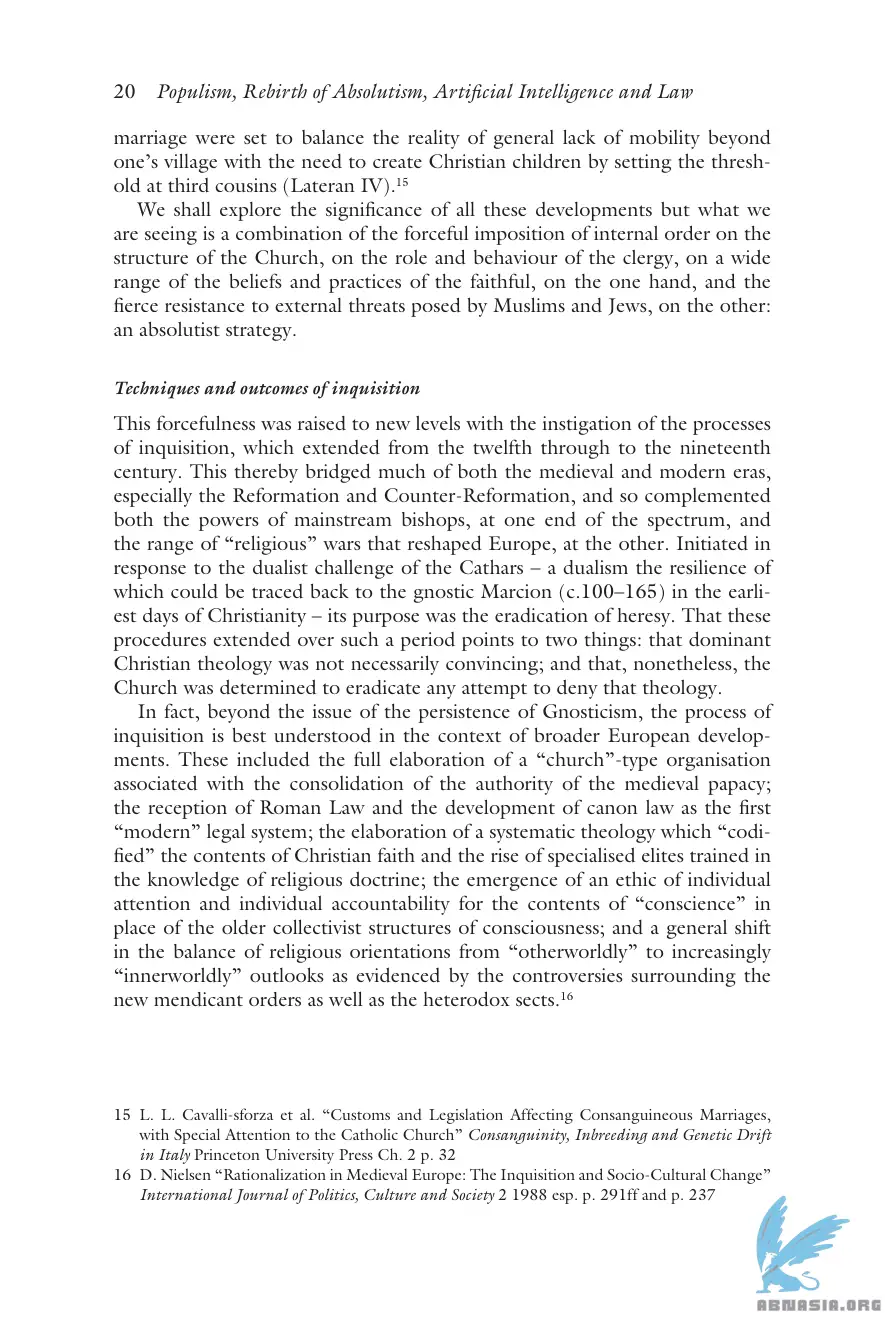 20 Populism, Rebirth of Absolutism, Artificial Intelligence and Law
marriage were set to balance the reality of general lack of mobility beyond
one's village with the need to create Christian children by setting the thresh-
old at third cousins (Lateran IV).15
We shall explore the significance of all these developments but what we
are seeing is a combination of the forceful imposition of internal order on the
structure of the Church, on the role and behaviour of the clergy, on a wide
range of the beliefs and practices of the faithful, on the one hand, and the
fierce resistance to external threats posed by Muslims and Jews, on the other:
an absolutist strategy.
Techniques and outcomes of inquisition
This forcefulness was raised to new levels with the instigation of the processes
of inquisition, which extended from the twelfth through to the nineteenth
century. This thereby bridged much of both the medieval and modern eras,
especially the Reformation and Counter-Reformation, and so complemented
both the powers of mainstream bishops, at one end of the spectrum, and
the range of “religious” wars that reshaped Europe, at the other. Initiated in
response to the dualist challenge of the Cathars – a dualism the resilience of
which could be traced back to the gnostic Marcion (c.100–165) in the earli-
est days of Christianity – its purpose was the eradication of heresy. That these
procedures extended over such a period points to two things: that dominant
Christian theology was not necessarily convincing; and that, nonetheless, the
Church was determined to eradicate any attempt to deny that theology.
In fact, beyond the issue of the persistence of Gnosticism, the process of
inquisition is best understood in the context of broader European develop-
ments. These included the full elaboration of a “church”-type organisation
associated with the consolidation of the authority of the medieval papacy;
the reception of Roman Law and the development of canon law as the first
“modern” legal system; the elaboration of a systematic theology which “codi-
fied” the contents of Christian faith and the rise of specialised elites trained in
the knowledge of religious doctrine; the emergence of an ethic of individual
attention and individual accountability for the contents of “conscience” in
place of the older collectivist structures of consciousness; and a general shift
in the balance of religious orientations from “otherworldly” to increasingly
“innerworldly” outlooks as evidenced by the controversies surrounding the
new mendicant orders as well as the heterodox sects.16
15 L. L. Cavalli-sforza et al. “Customs and Legislation Affecting Consanguineous Marriages,
with Special Attention to the Catholic Church” Consanguinity, Inbreeding and Genetic Drift
in Italy Princeton University Press Ch. 2 p. 32
16 D. Nielsen “Rationalization in Medieval Europe: The Inquisition and Socio-Cultural Change”
International Journal of Politics, Culture and Society 2 1988 esp. p. 291ff and p. 237
ABNASIA.ORG